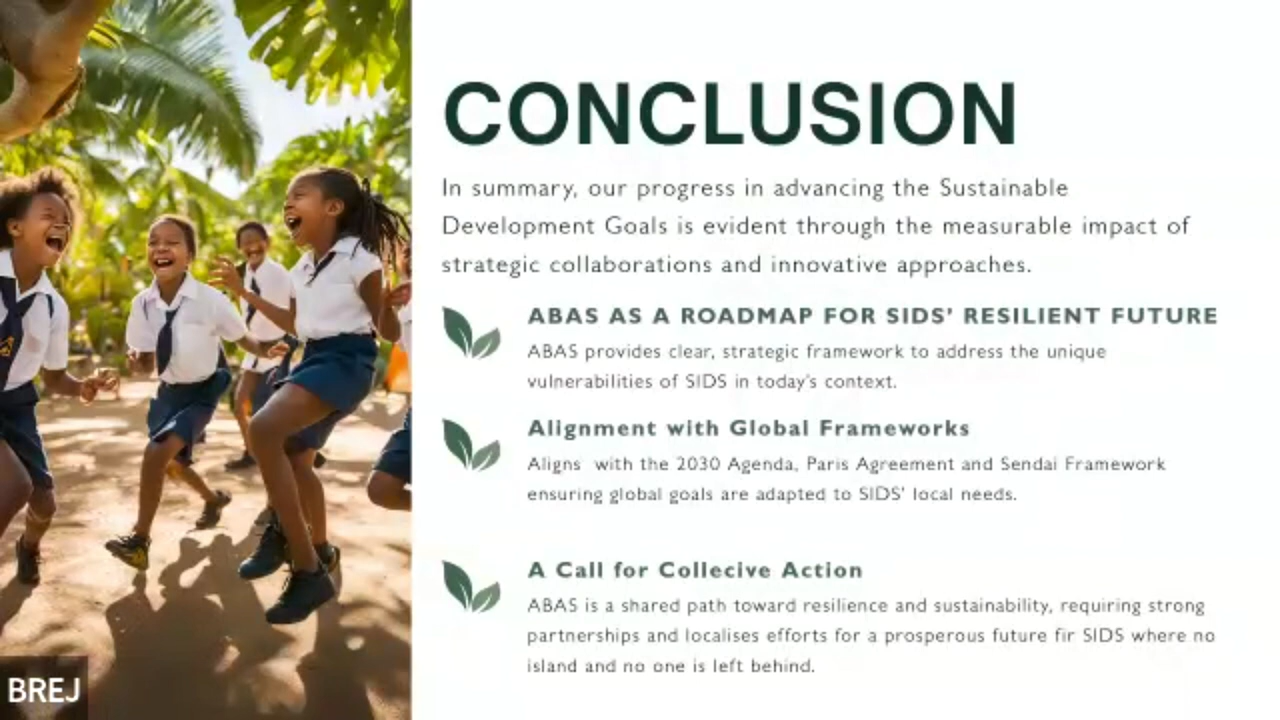 CONCLUSION
In summary, our progress in advancing the Sustainable
Development Goals is evident through the measurable impact of
strategic collaborations and innovative approaches.
ABAS AS A ROADMAP FOR SIDS' RESILIENT FUTURE
ABAS provides clear, strategic framework to address the unique
vulnerabilities of SIDS in today's context.
Alignment with Global Frameworks
Aligns with the 2030 Agenda, Paris Agreement and Sendai Framework
ensuring global goals are adapted to SIDS' local needs.
A Call for Collecive Action
ABAS is a shared path toward resilience and sustainability, requiring strong
partnerships and localises efforts for a prosperous future fir SIDS where no
island and no one is left behind.
BREJ